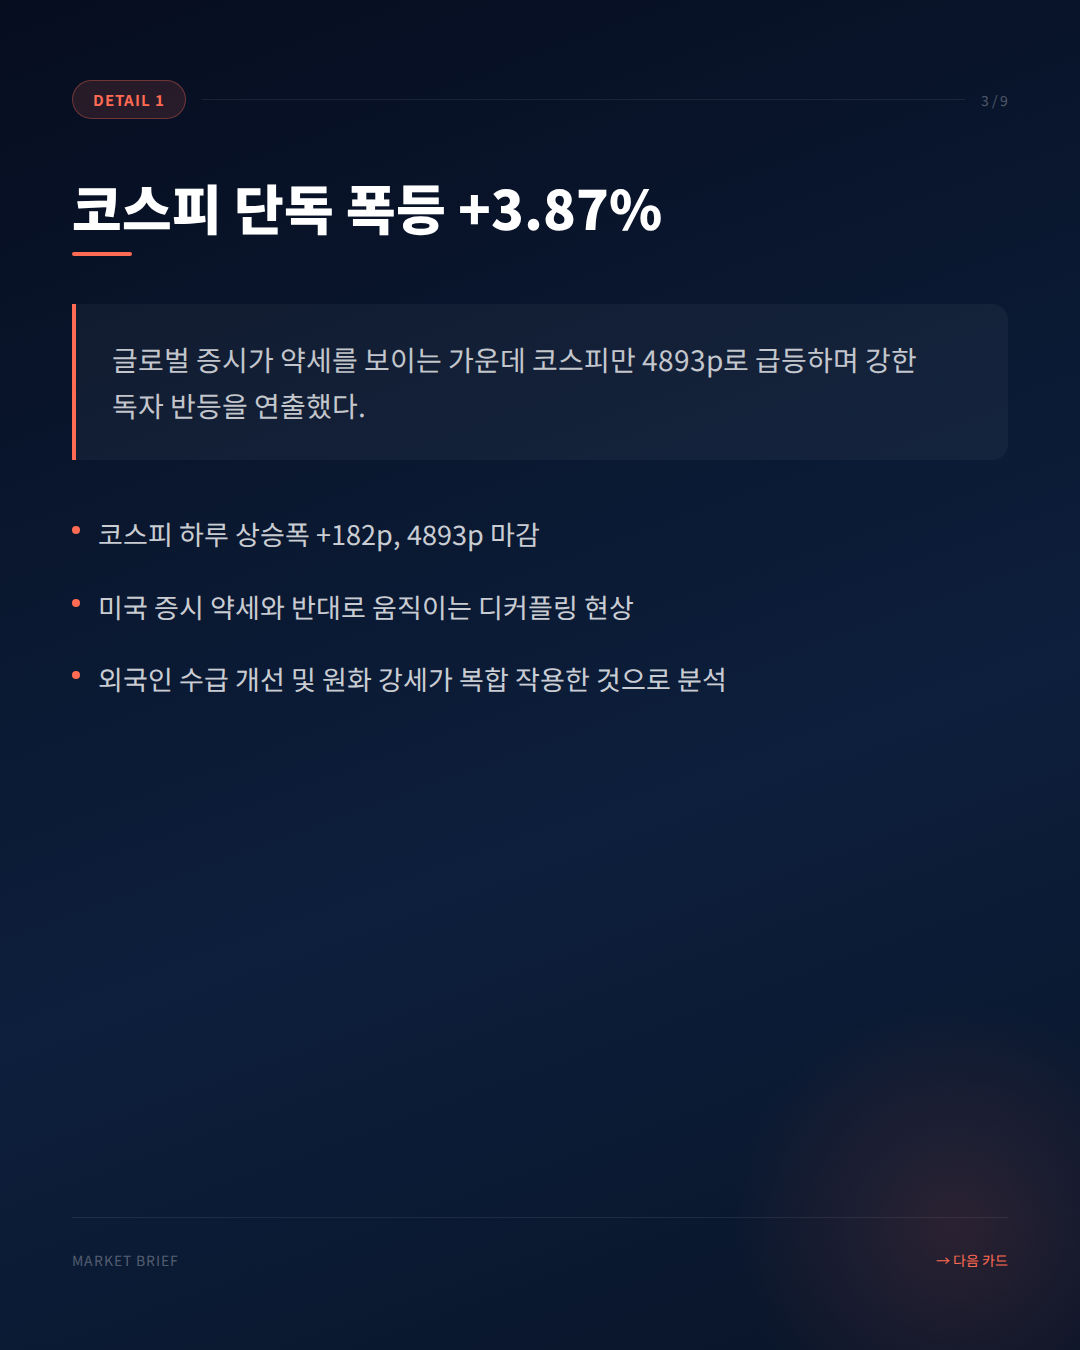 DETAIL 1
3 / 9
코스피 단독 폭등 +3.87%
글로벌 증시가 약세를 보이는 가운데 코스피만 4893p로 급등하며 강한
독자 반등을 연출했다.
• 코스피 하루 상승폭 +182p, 4893p 마감
• 미국 증시 약세와 반대로 움직이는 디커플링 현상
• 외국인 수급 개선 및 원화 강세가 복합 작용한 것으로 분석
MARKET BRIEF
→ 다음 카드